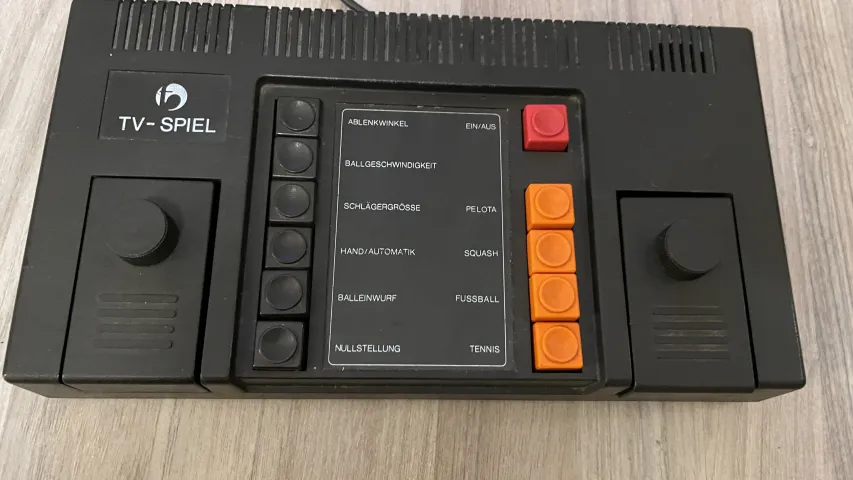 TV-SPIEL
ABLENKWINKEL EIN/AUS
BALLGESCHWINDIGKEIT
SCHLÄGERGRÖSSE PELOTA
HAND/AUTOMATIK SQUASH
BALLEINWURF FUSSBALL
NULLSTELLUNG TENNIS